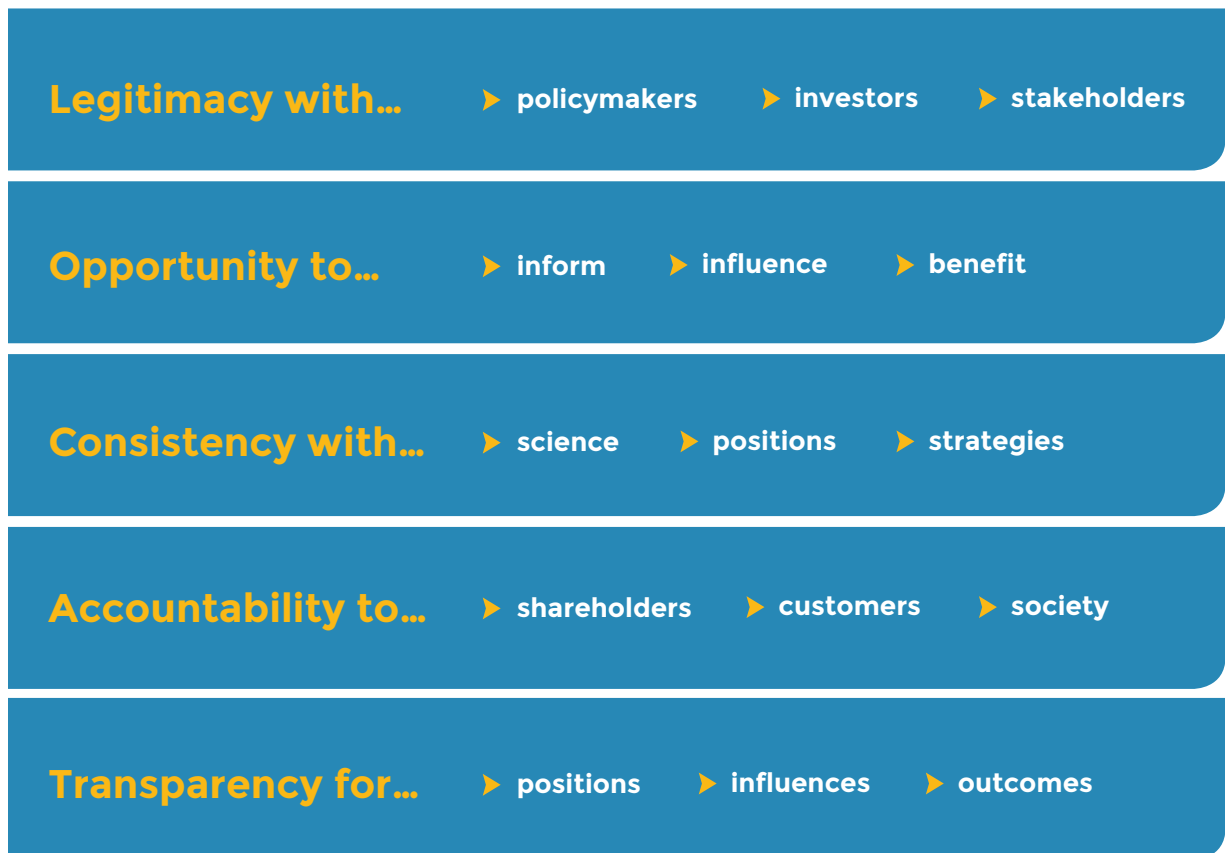 Legitimacy with… policymakers investors stakeholders
Opportunity to… inform influence benefit
Consistency with… science positions strategies
Accountability to… shareholders customers society
Transparency for… positions influences outcomes